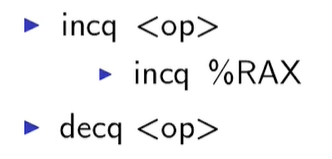 incq <op>
incq %RAX
decq <op>